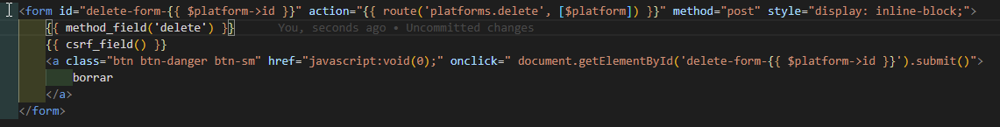 <form id="delete-form-{{ $platform->id }}" action="{{ route('platforms.delete', [$platform]) }}" method="post" style="display: inline-block;">
{{ method_field('delete') }} You, seconds ago • Uncommitted changes
{{ csrf_field() }}
<a class="btn btn-danger btn-sm" href="javascript:void(0);" onclick=" document.getElementById('delete-form-{{ $platform->id }}').submit()">
borrar
</a>
</form>